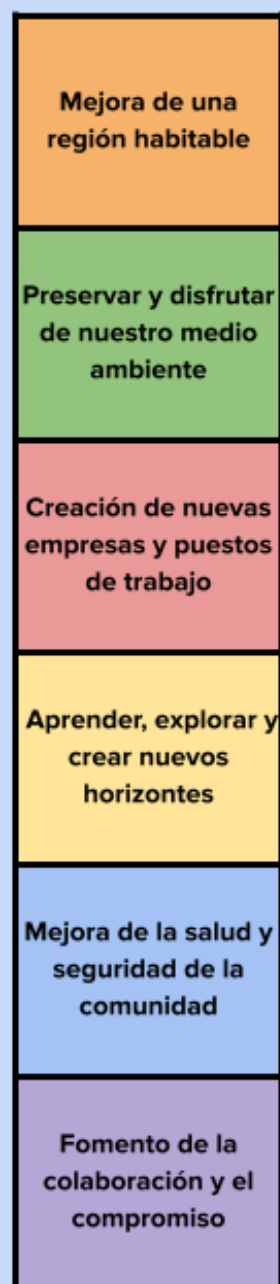 Mejora de una
región habitable
Preservar y disfrutar
de nuestro medio
ambiente
Creación de nuevas
empresas y puestos
de trabajo
Aprender, explorar y
crear nuevos
horizontes
Mejora de la salud y
seguridad de la
comunidad
Fomento de la
colaboración y el
compromiso